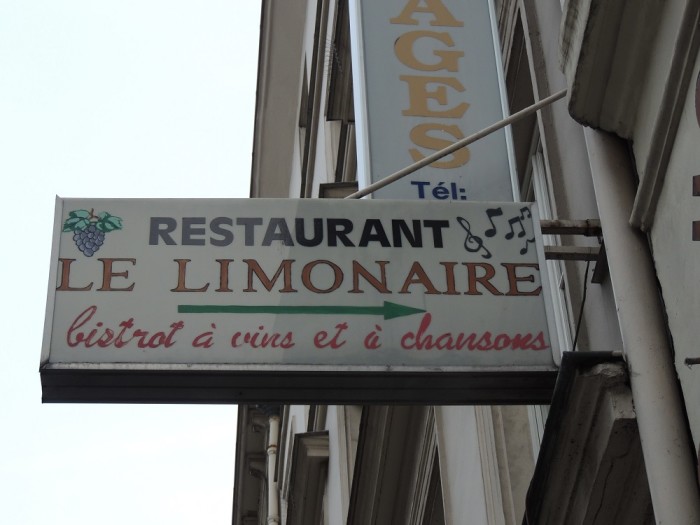 AGES
Tél:
RESTAURANT
LE LIMONAIRE
bistrot à vins et à chansons